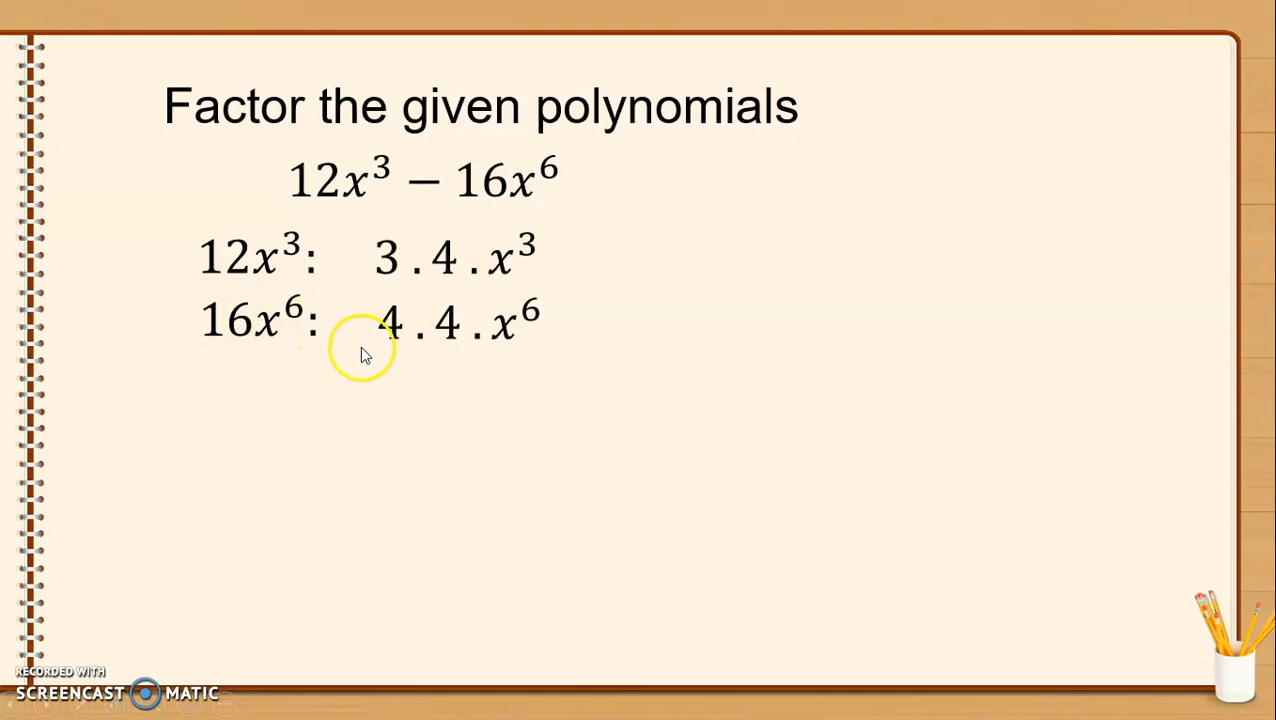 Factor the given polynomials
12x³ − 16x⁶
12x³: 3 . 4 . x³
16x⁶: 4 . 4 . x⁶
RECORDED WITH
SCREENCAST MATIC